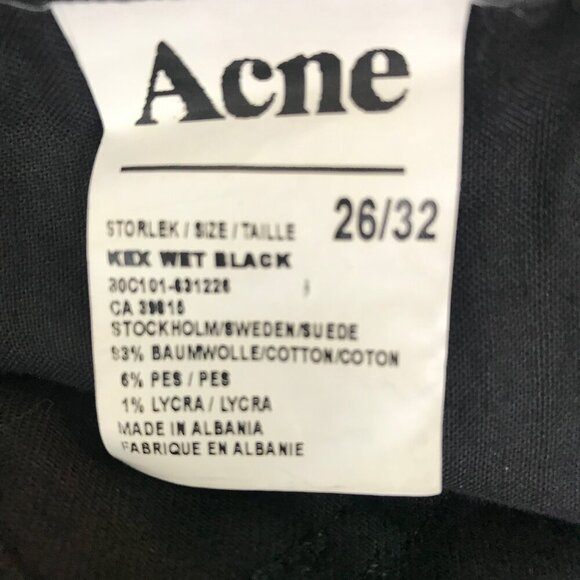 Acne
STORLEK / SIZE / TAILLE 26/32
KEX WET BLACK
30C101-631226
CA 39815
STOCKHOLM/SWEDEN/SUEDE
93% BAUMWOLLE/COTTON/COTON
6% PES / PES
1% LYCRA / LYCRA
MADE IN ALBANIA
FABRIQUE EN ALBANIE